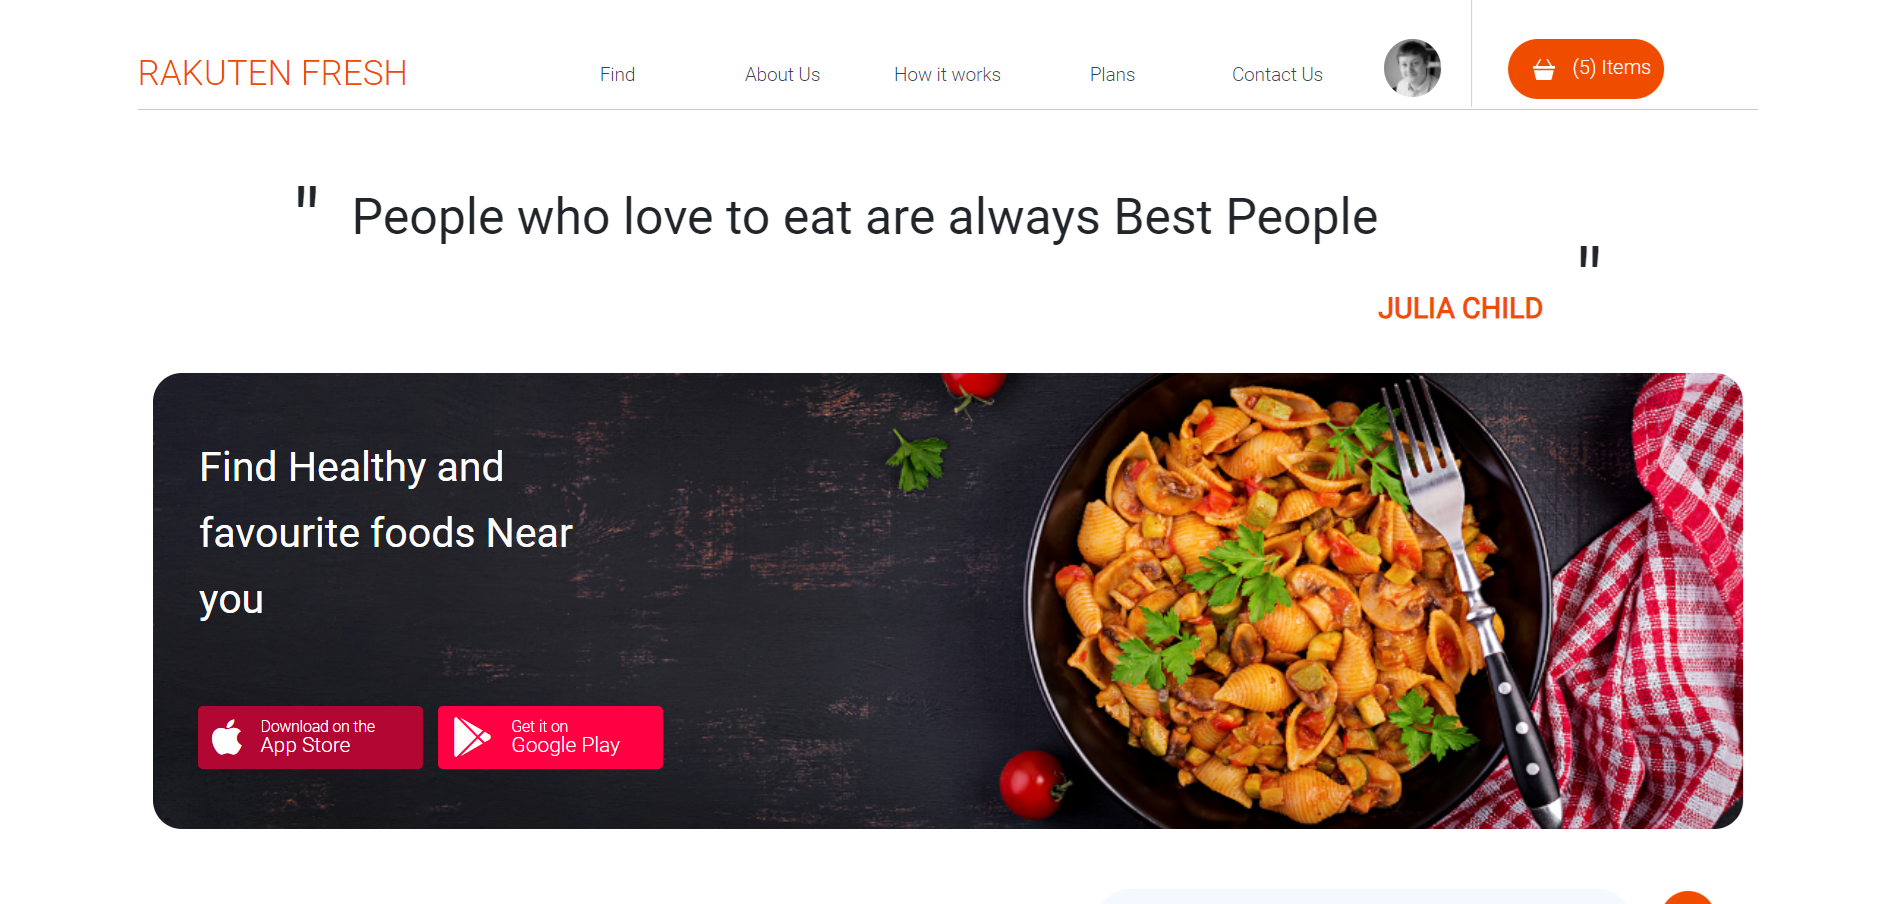 RAKUTEN FRESH
Find
About Us
How it works
Plans
Contact Us
(5) Items
" People who love to eat are always Best People
"
JULIA CHILD
Find Healthy and
favourite foods Near
you
Download on the
App Store
Get it on
Google Play